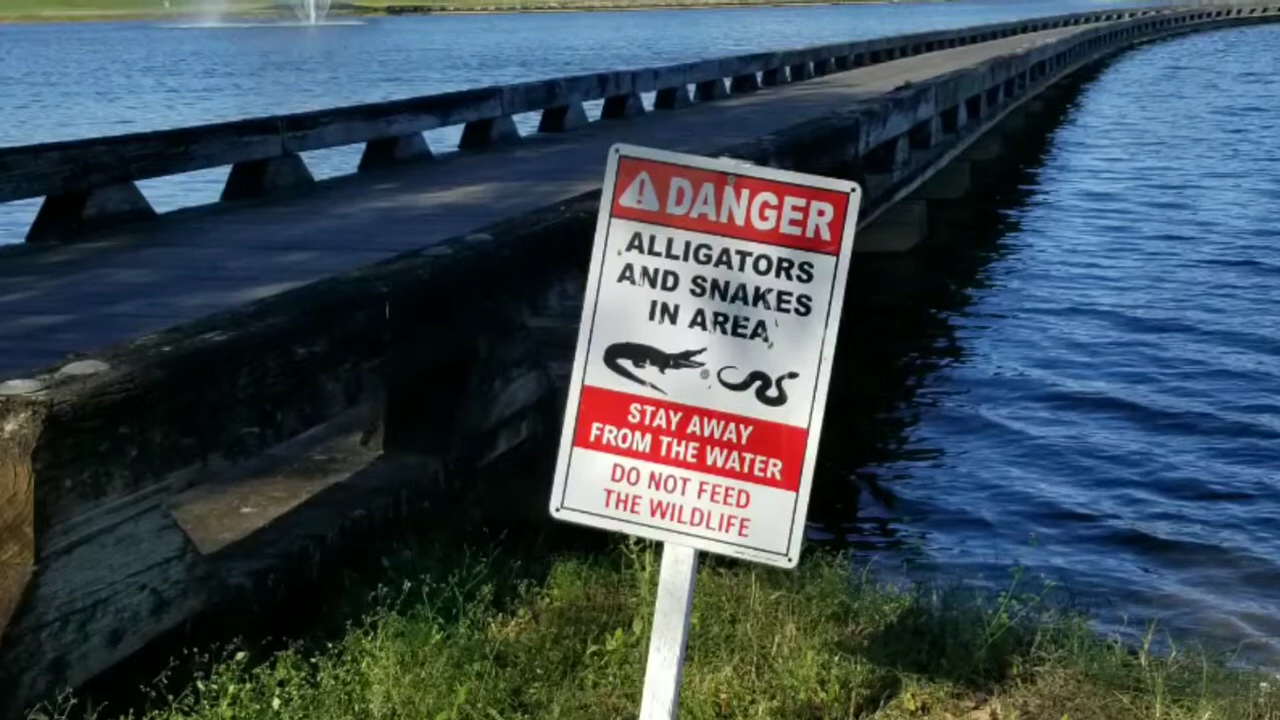 DANGER
ALLIGATORS
AND SNAKES
IN AREA
STAY AWAY
FROM THE WATER
DO NOT FEED
THE WILDLIFE